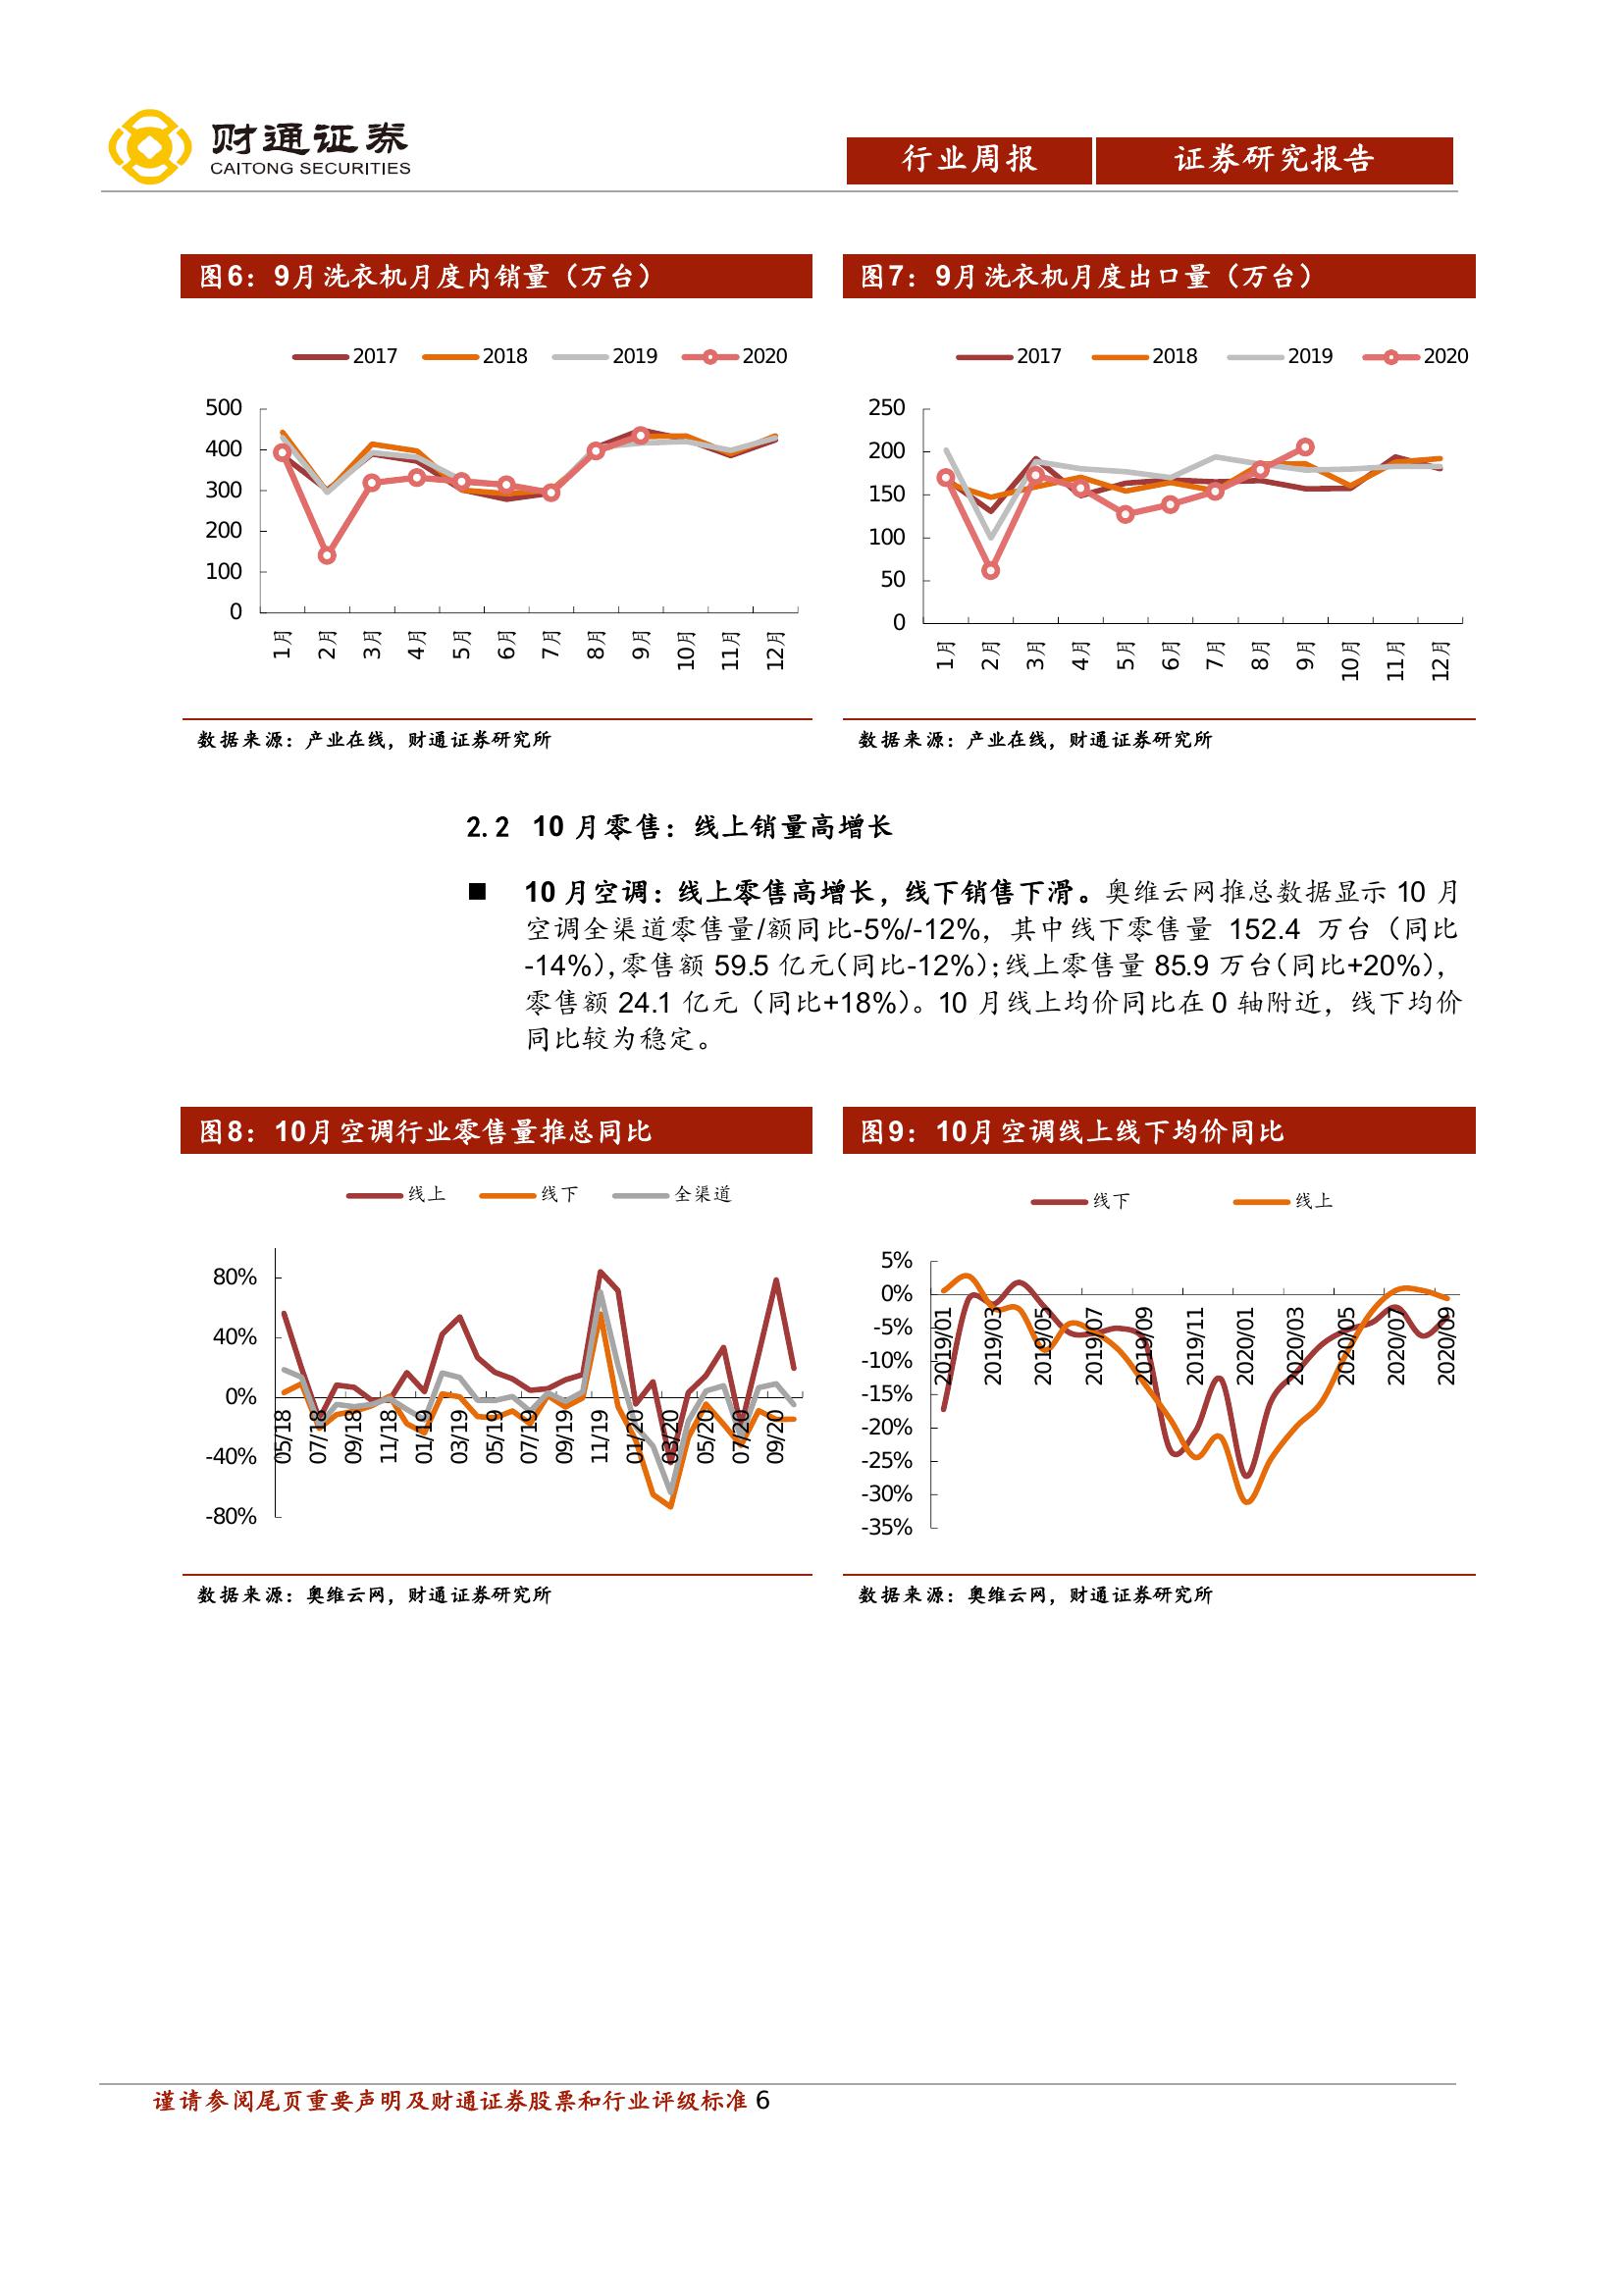 财通证券
CAITONG SECURITIES
行业周报 证券研究报告
图6：9月洗衣机月度内销量（万台）
2017 2018 2019 2020
500
400
300
200
100
0
1月 2月 3月 4月 5月 6月 7月 8月 9月 10月 11月 12月
数据来源：产业在线，财通证券研究所
图7：9月洗衣机月度出口量（万台）
2017 2018 2019 2020
250
200
150
100
50
0
1月 2月 3月 4月 5月 6月 7月 8月 9月 10月 11月 12月
数据来源：产业在线，财通证券研究所
2.2 10 月零售：线上销量高增长
■ 10 月空调：线上零售高增长，线下销售下滑。奥维云网推总数据显示 10 月
空调全渠道零售量/额同比-5%/-12%，其中线下零售量 152.4 万台（同比
-14%），零售额 59.5 亿元（同比-12%）；线上零售量 85.9 万台（同比+20%），
零售额 24.1 亿元（同比+18%）。10 月线上均价同比在 0 轴附近，线下均价
同比较为稳定。
图8：10月空调行业零售量推总同比
线上 线下 全渠道
80%
40%
0%
-40%
-80%
05/18 07/18 09/18 11/18 01/19 03/19 05/19 07/19 09/19 11/19 01/20 03/20 05/20 07/20 09/20
数据来源：奥维云网，财通证券研究所
图9：10月空调线上线下均价同比
线下 线上
5%
0%
-5%
-10%
-15%
-20%
-25%
-30%
-35%
2019/01 2019/03 2019/05 2019/07 2019/09 2019/11 2020/01 2020/03 2020/05 2020/07 2020/09
数据来源：奥维云网，财通证券研究所
谨请参阅尾页重要声明及财通证券股票和行业评级标准 6